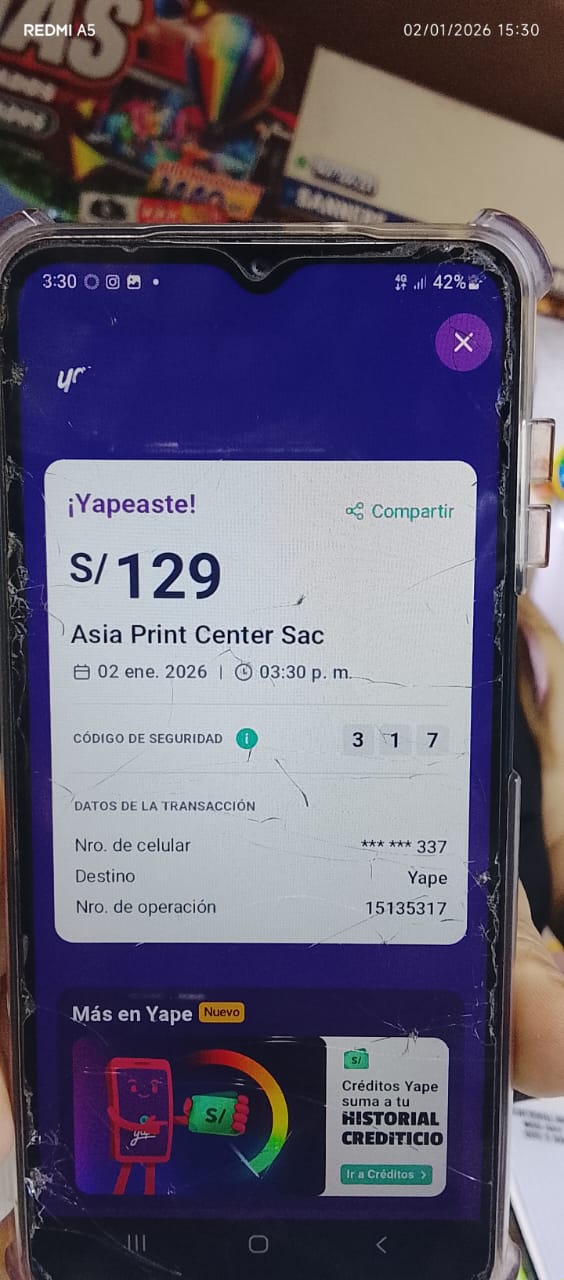 REDMI A5
02/01/2026 15:30
3:30
4G
42%
yr
¡Yapeaste!
Compartir
S/ 129
Asia Print Center Sac
02 ene. 2026 | 03:30 p. m.
CÓDIGO DE SEGURIDAD
3 1 7
DATOS DE LA TRANSACCIÓN
Nro. de celular
*** *** 337
Destino
Yape
Nro. de operación
15135317
Más en Yape
Nuevo
S/
S/
Créditos Yape
suma a tu
HISTORIAL
CREDITICIO
Ir a Créditos >